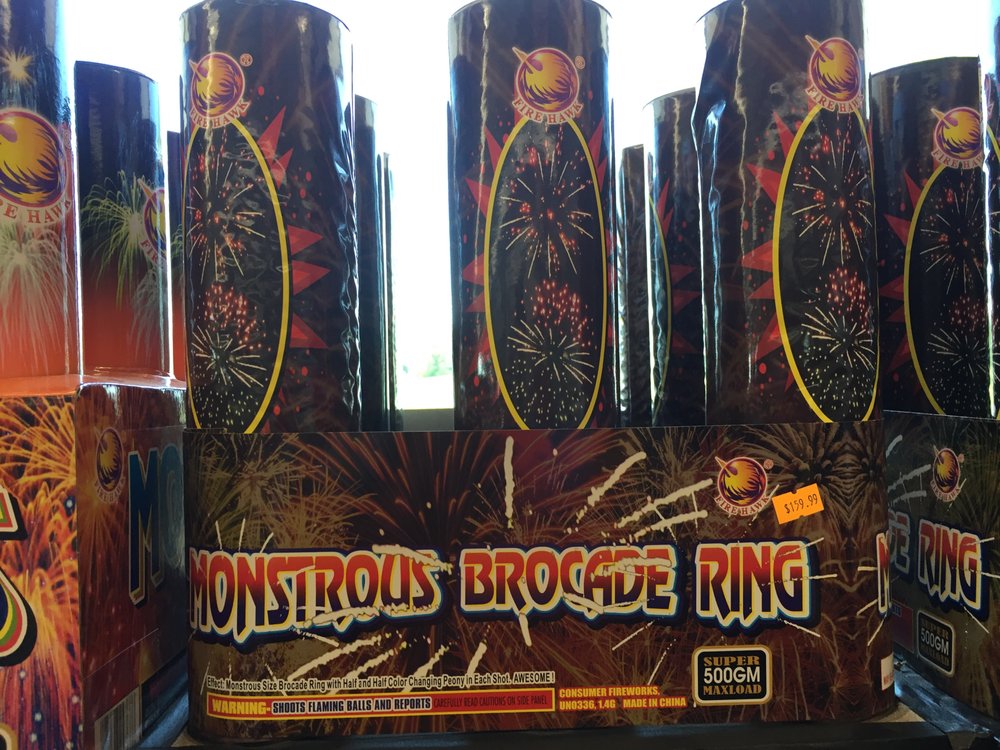 FIRE HAWK
®
FIRE HAWK
®
FIRE HAWK
FIRE HAWK
FIRE HAWK
FIRE HAWK
®
$159.99
MONSTROUS BROCADE RING
RING
Effect: Monstrous Size Brocade Ring with Half and Half Color Changing Peony in Each Shot, AWESOME!
WARNING- SHOOTS FLAMING BALLS AND REPORTS CAREFULLY READ CAUTIONS ON SIDE PANEL
CONSUMER FIREWORKS,
UN0336, 1.4G MADE IN CHINA
SUPER
500GM
MAXLOAD
SUPER
500GM
MAXLOAD